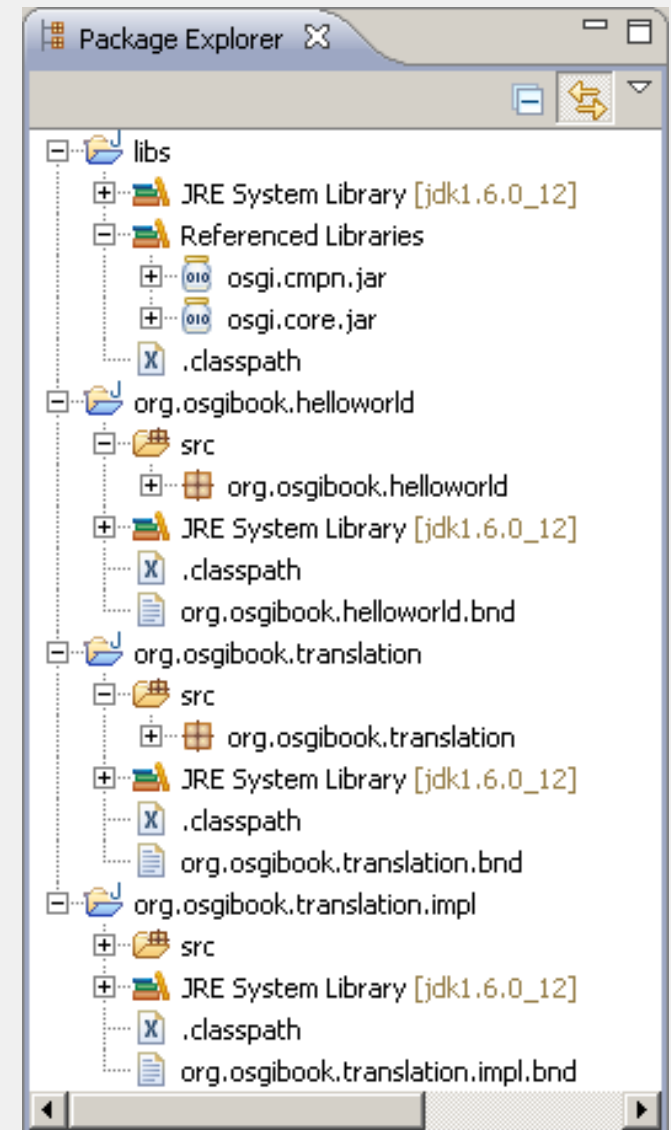 Package Explorer
libs
JRE System Library [jdk1.6.0_12]
Referenced Libraries
osgi.cmpn.jar
osgi.core.jar
.classpath
org.osgibook.helloworld
src
org.osgibook.helloworld
JRE System Library [jdk1.6.0_12]
.classpath
org.osgibook.helloworld.bnd
org.osgibook.translation
src
org.osgibook.translation
JRE System Library [jdk1.6.0_12]
.classpath
org.osgibook.translation.bnd
org.osgibook.translation.impl
src
JRE System Library [jdk1.6.0_12]
.classpath
org.osgibook.translation.impl.bnd